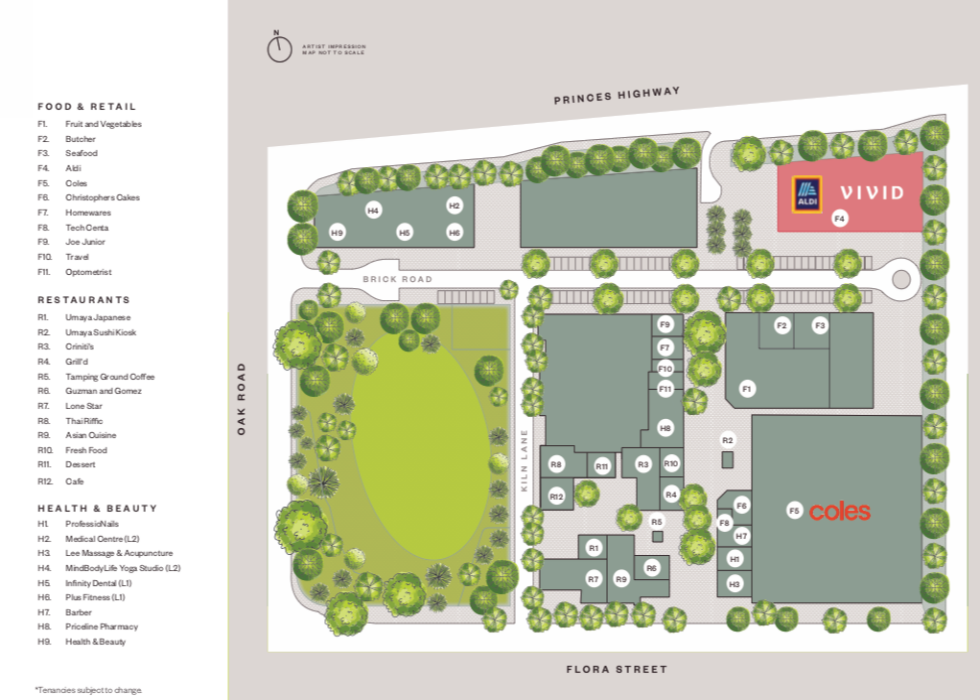 N
ARTIST IMPRESSION
MAP NOT TO SCALE
FOOD & RETAIL
F1. Fruit and Vegetables
F2. Butcher
F3. Seafood
F4. Aldi
F5. Coles
F6. Christophers Cakes
F7. Homewares
F8. Tech Centa
F9. Joe Junior
F10. Travel
F11. Optometrist
RESTAURANTS
R1. Umaya Japanese
R2. Umaya Sushi Kiosk
R3. Criniti's
R4. Grill'd
R5. Tamping Ground Coffee
R6. Guzman and Gomez
R7. Lone Star
R8. Thai Riffic
R9. Asian Cuisine
R10. Fresh Food
R11. Dessert
R12. Cafe
HEALTH & BEAUTY
H1. ProfessioNails
H2. Medical Centre (L2)
H3. Lee Massage & Acupuncture
H4. MindBodyLife Yoga Studio (L2)
H5. Infinity Dental (L1)
H6. Plus Fitness (L1)
H7. Barber
H8. Priceline Pharmacy
H9. Health & Beauty
*Tenancies subject to change.
PRINCES HIGHWAY
ALDI
VIVID
F4
H4
H2
H9
H5
H6
BRICK ROAD
OAK ROAD
KILN LANE
F9
F7
F10
F11
H8
F2
F3
F1
R2
R8
R11
R3
R10
R12
R4
R5
R1
R7
R9
R6
F6
F8
H7
H1
H3
F5
coles
FLORA STREET